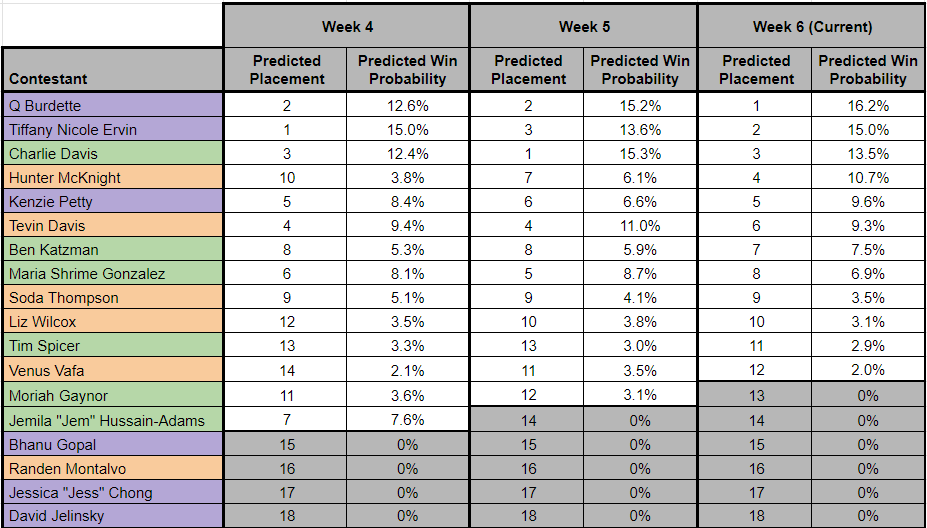 Week 4 Week 5 Week 6 (Current)
Contestant Predicted Placement Predicted Win Probability Predicted Placement Predicted Win Probability Predicted Placement Predicted Win Probability
Q Burdette 2 12.6% 2 15.2% 1 16.2%
Tiffany Nicole Ervin 1 15.0% 3 13.6% 2 15.0%
Charlie Davis 3 12.4% 1 15.3% 3 13.5%
Hunter McKnight 10 3.8% 7 6.1% 4 10.7%
Kenzie Petty 5 8.4% 6 6.6% 5 9.6%
Tevin Davis 4 9.4% 4 11.0% 6 9.3%
Ben Katzman 8 5.3% 8 5.9% 7 7.5%
Maria Shrime Gonzalez 6 8.1% 5 8.7% 8 6.9%
Soda Thompson 9 5.1% 9 4.1% 9 3.5%
Liz Wilcox 12 3.5% 10 3.8% 10 3.1%
Tim Spicer 13 3.3% 13 3.0% 11 2.9%
Venus Vafa 14 2.1% 11 3.5% 12 2.0%
Moriah Gaynor 11 3.6% 12 3.1% 13 0%
Jemila "Jem" Hussain-Adams 7 7.6% 14 0% 14 0%
Bhanu Gopal 15 0% 15 0% 15 0%
Randen Montalvo 16 0% 16 0% 16 0%
Jessica "Jess" Chong 17 0% 17 0% 17 0%
David Jelinsky 18 0% 18 0% 18 0%